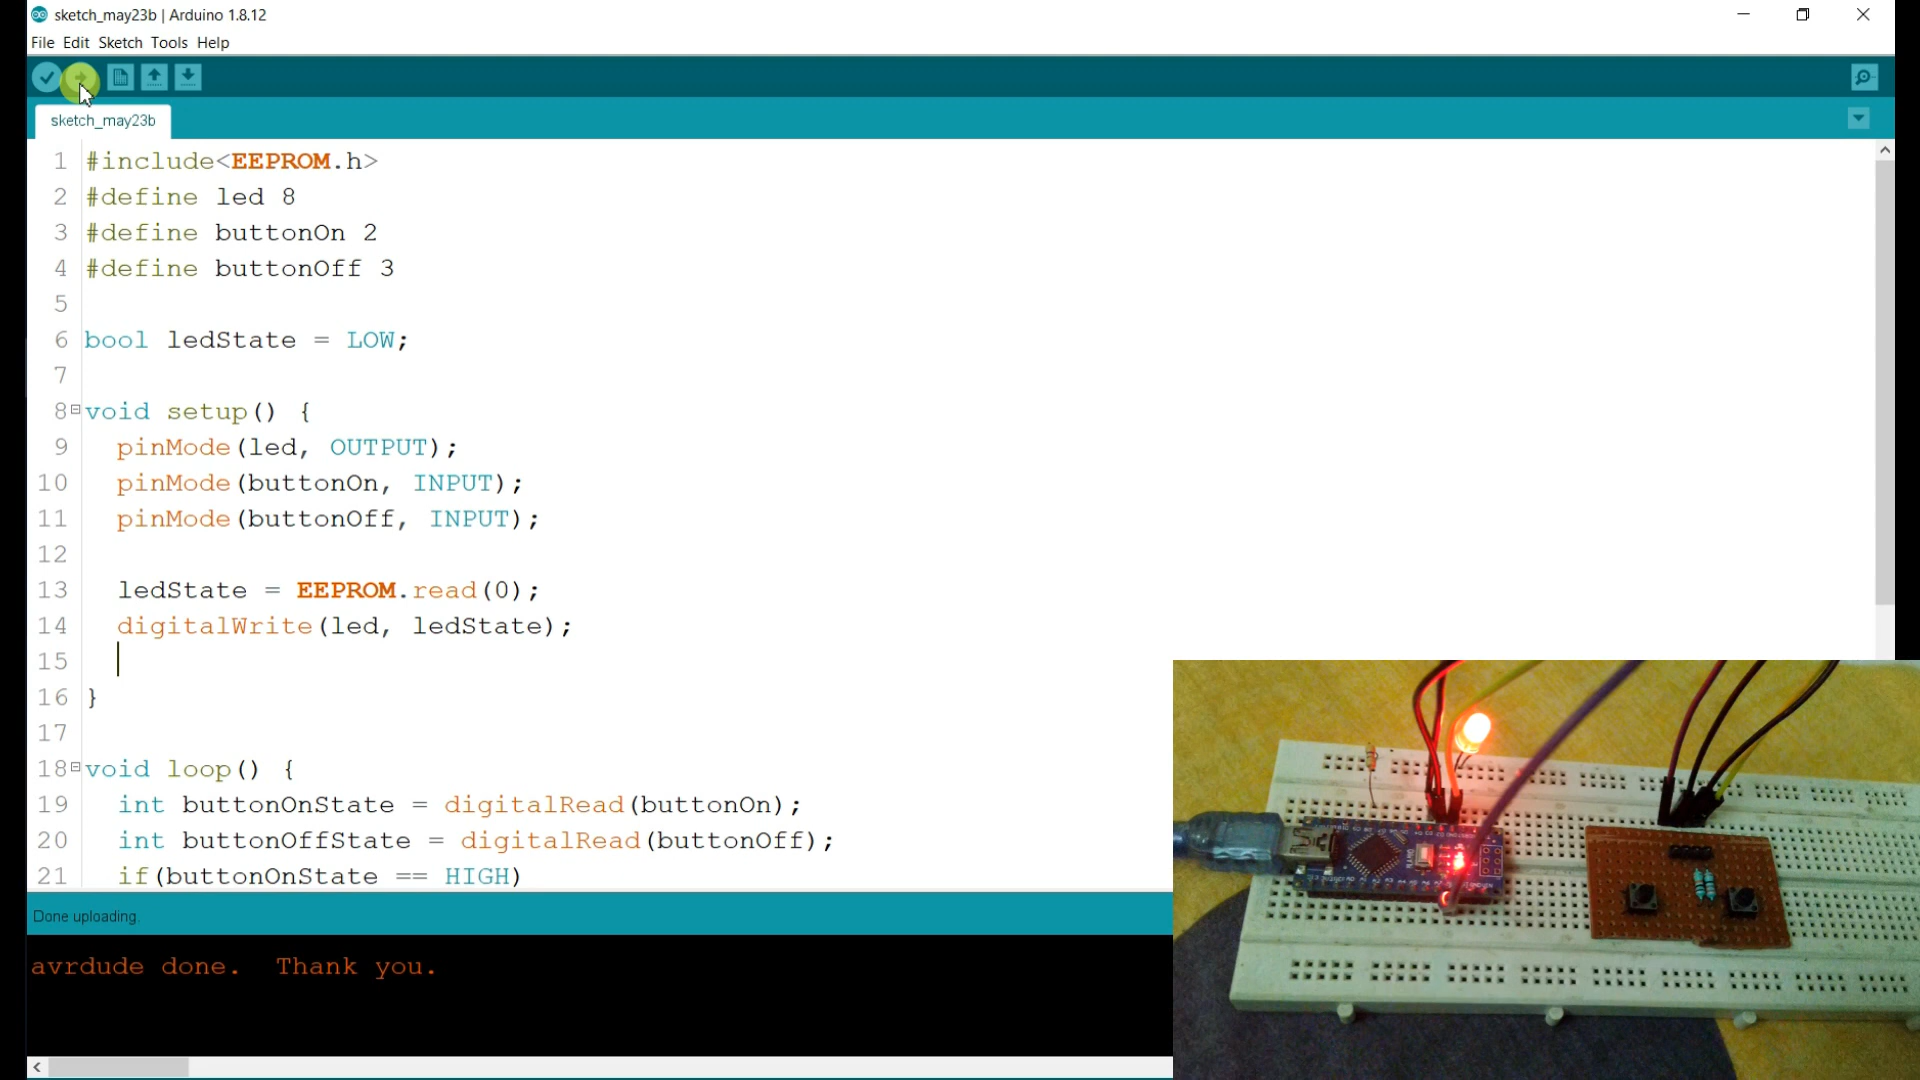 sketch_may23b | Arduino 1.8.12
File Edit Sketch Tools Help
sketch_may23b
1 #include<EEPROM.h>
2 #define led 8
3 #define buttonOn 2
4 #define buttonOff 3
5
6 bool ledState = LOW;
7
8 void setup() {
9 pinMode(led, OUTPUT);
10 pinMode(buttonOn, INPUT);
11 pinMode(buttonOff, INPUT);
12
13 ledState = EEPROM.read(0);
14 digitalWrite(led, ledState);
15
16 }
17
18 void loop() {
19 int buttonOnState = digitalRead(buttonOn);
20 int buttonOffState = digitalRead(buttonOff);
21 if(buttonOnState == HIGH)
Done uploading.
avrdude done.  Thank you.